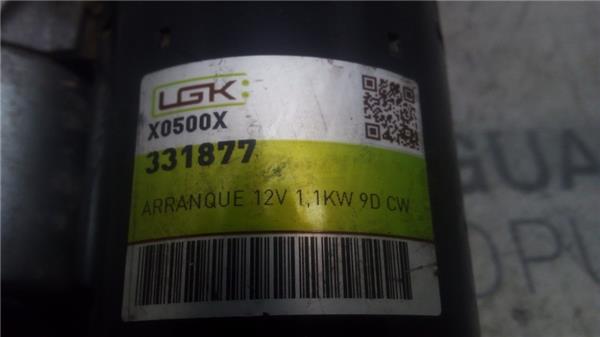 LGK
X0500X
331877
ARRANQUE 12V 1,1KW 9D CW